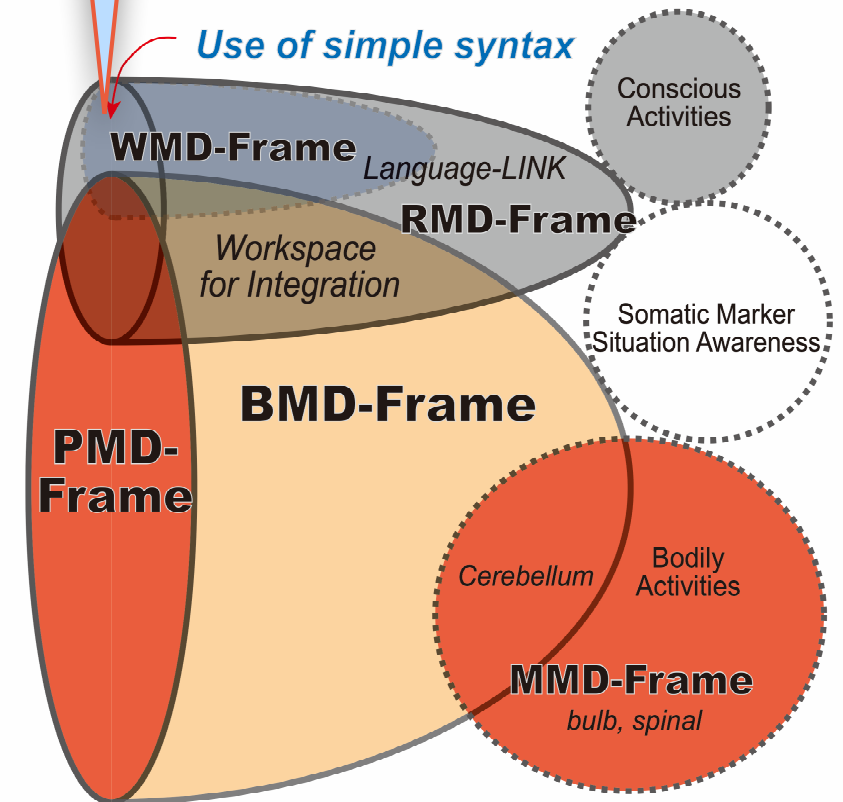 Use of simple syntax
Conscious
Activities
WMD-Frame
Language-LINK
RMD-Frame
Workspace
for Integration
Somatic Marker
Situation Awareness
BMD-Frame
PMD-
Frame
Cerebellum
Bodily
Activities
MMD-Frame
bulb, spinal